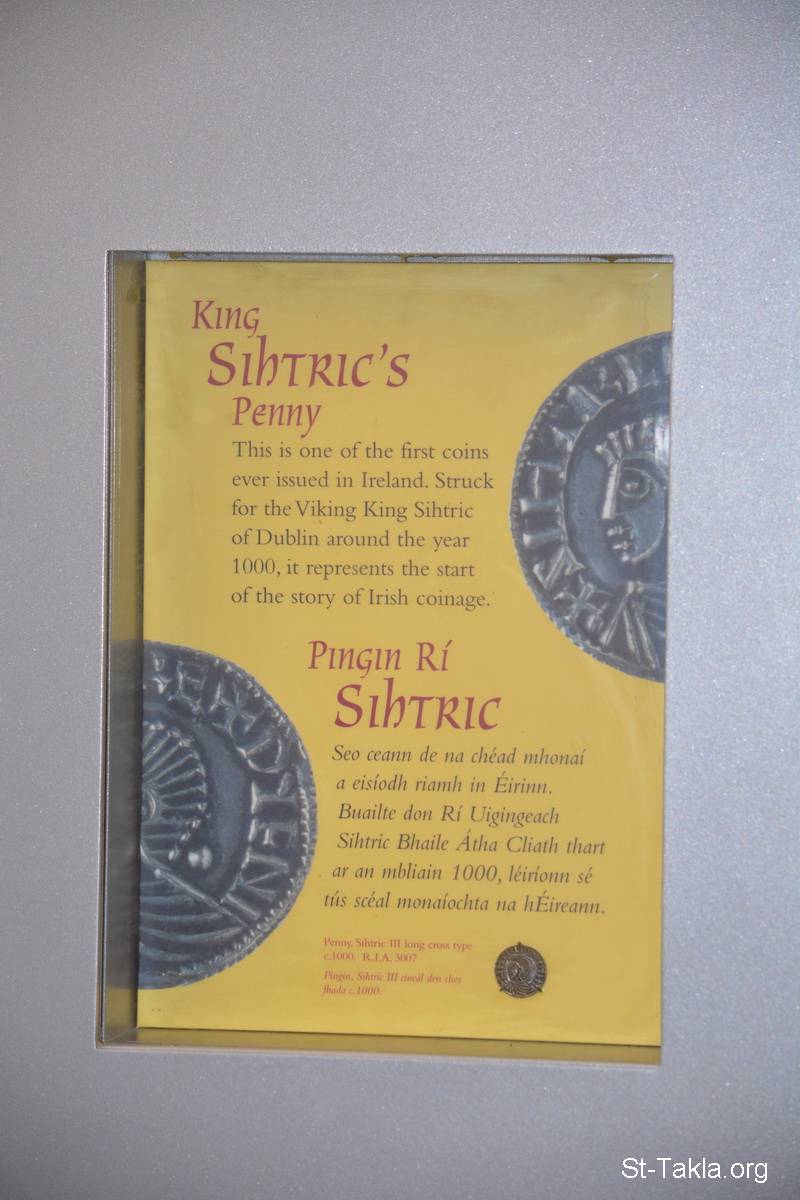 King
Sihtric's
Penny
This is one of the first coins
ever issued in Ireland. Struck
for the Viking King Sihtric
of Dublin around the year
1000, it represents the start
of the story of Irish coinage.
Pingin Rí
Sihtric
Seo ceann de na chéad mhonaí
a eisíodh riamh in Éirinn.
Buailte don Rí Uigingeach
Sihtric Bhaile Átha Cliath thart
ar an mbliain 1000, léiríonn sé
tús scéal monaíochta na hÉireann.
Penny, Sihtric III long cross type
c.1000. R.I.A. 3007
Pingin, Sihtric III cineál den chros
fhada c.1000.
St-Takla.org